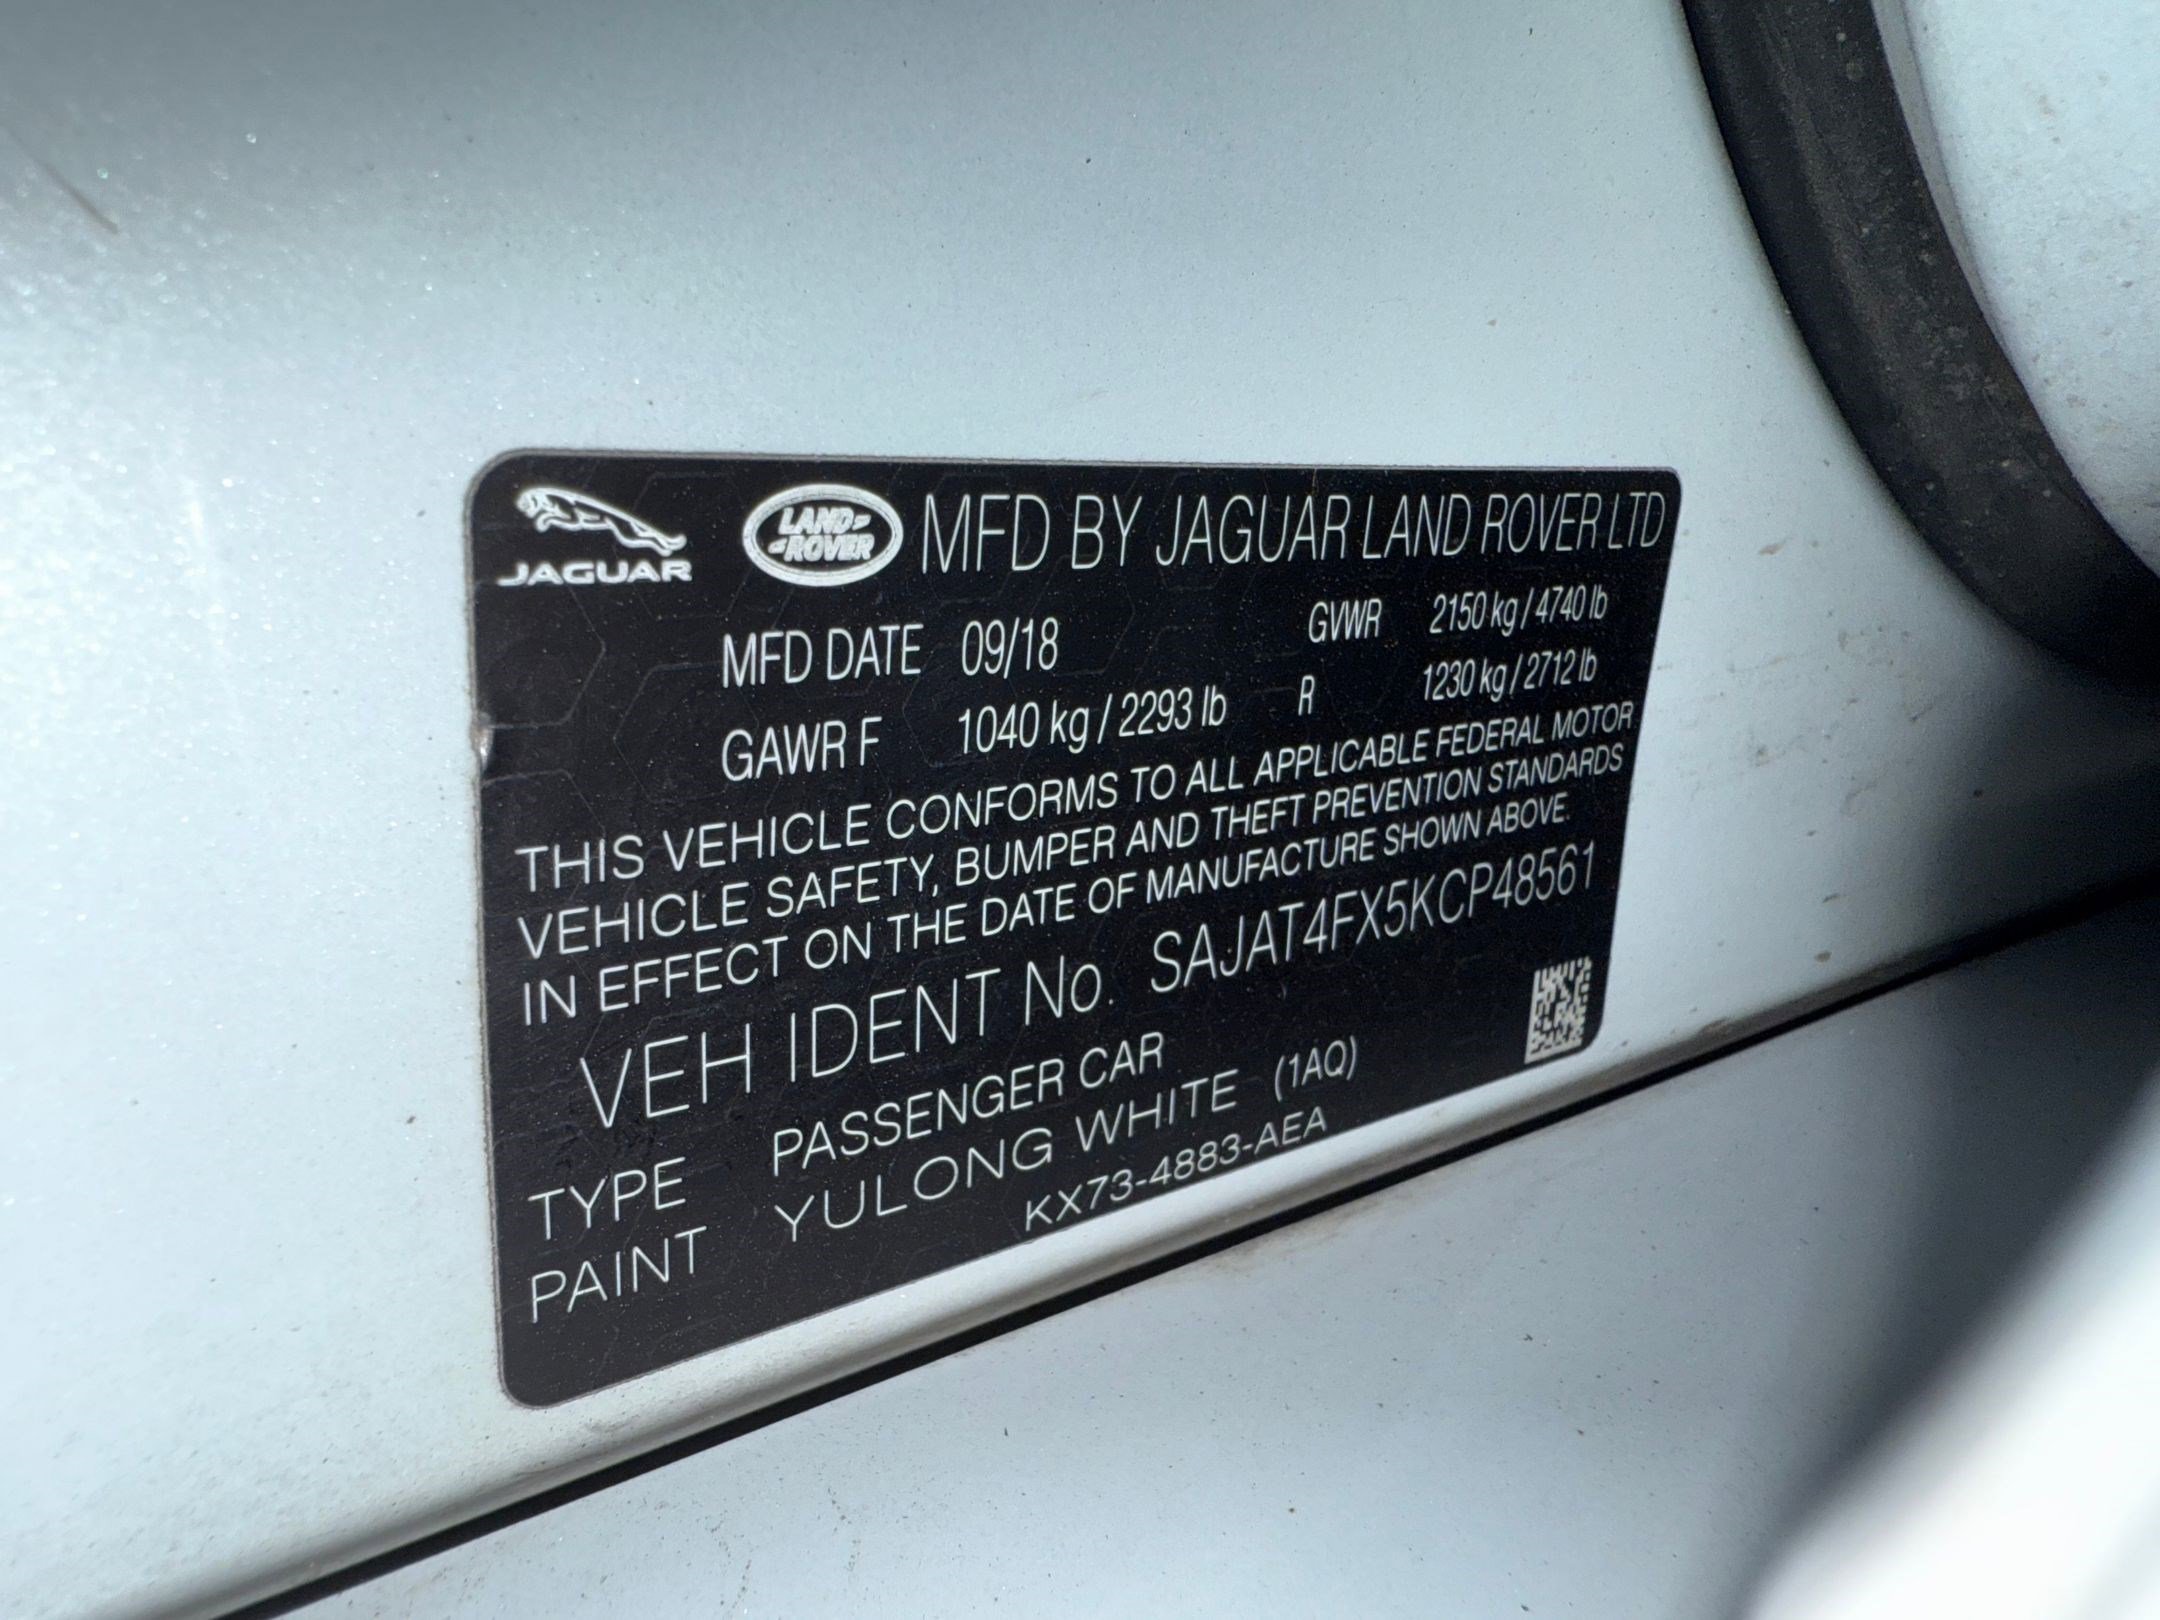 JAGUAR LAND ROVER MFD BY JAGUAR LAND ROVER LTD
MFD DATE 09/18 GVWR 2150 kg / 4740 lb
GAWR F 1040 kg / 2293 lb R 1230 kg / 2712 lb
THIS VEHICLE CONFORMS TO ALL APPLICABLE FEDERAL MOTOR
VEHICLE SAFETY, BUMPER AND THEFT PREVENTION STANDARDS
IN EFFECT ON THE DATE OF MANUFACTURE SHOWN ABOVE.
VEH IDENT No. SAJAT4FX5KCP48561
TYPE PASSENGER CAR
PAINT YULONG WHITE (1AQ)
KX73-4883-AEA